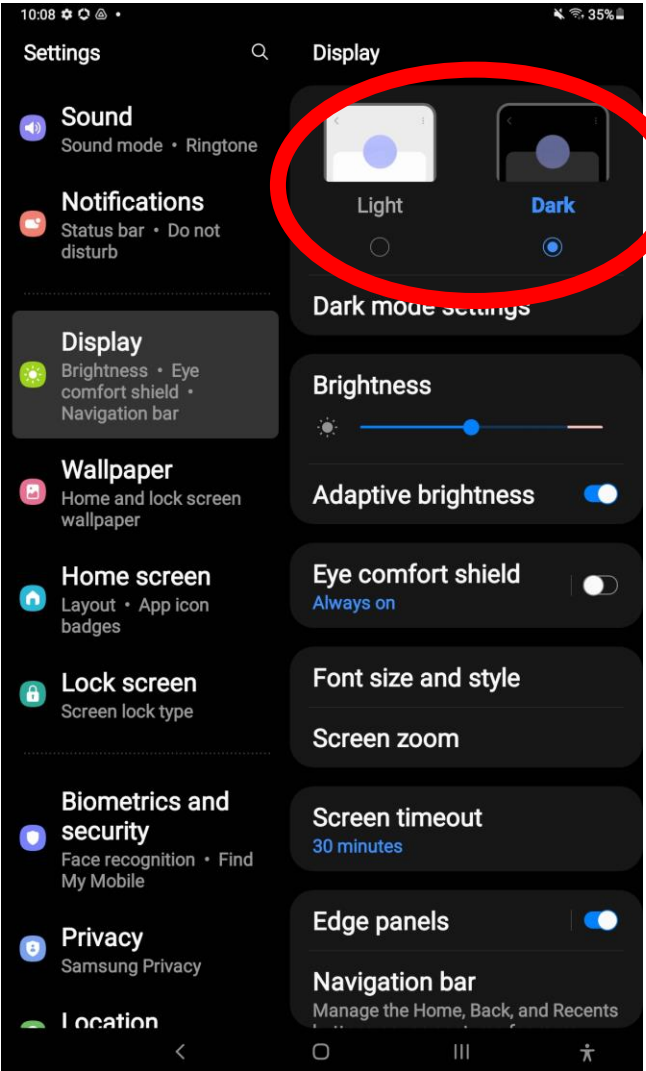 10:08
35%
Settings
Sound
Sound mode • Ringtone
Notifications
Status bar • Do not
disturb
Display
Brightness • Eye
comfort shield •
Navigation bar
Wallpaper
Home and lock screen
wallpaper
Home screen
Layout • App icon
badges
Lock screen
Screen lock type
Biometrics and
security
Face recognition • Find
My Mobile
Privacy
Samsung Privacy
Location
Display
Light
Dark
Dark mode settings
Brightness
Adaptive brightness
Eye comfort shield
Always on
Font size and style
Screen zoom
Screen timeout
30 minutes
Edge panels
Navigation bar
Manage the Home, Back, and Recents